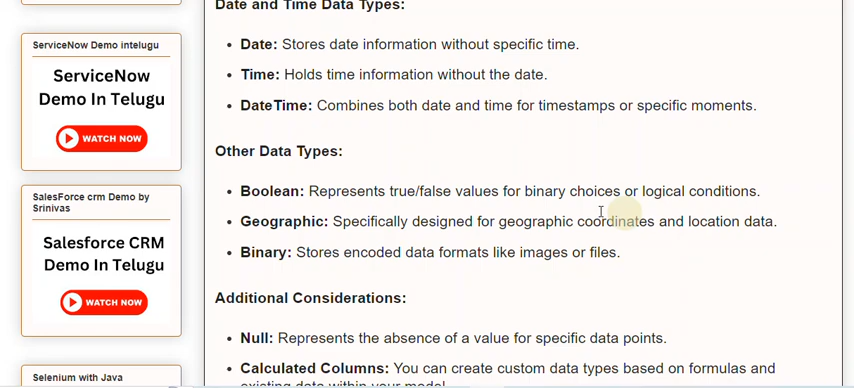 ServiceNow Demo intelugu
ServiceNow
Demo In Telugu
WATCH NOW
SalesForce crm Demo by
Srinivas
Salesforce CRM
Demo In Telugu
WATCH NOW
Selenium with Java
Date and Time Data Types:
• Date: Stores date information without specific time.
• Time: Holds time information without the date.
• DateTime: Combines both date and time for timestamps or specific moments.
Other Data Types:
• Boolean: Represents true/false values for binary choices or logical conditions.
• Geographic: Specifically designed for geographic coordinates and location data.
• Binary: Stores encoded data formats like images or files.
Additional Considerations:
• Null: Represents the absence of a value for specific data points.
• Calculated Columns: You can create custom data types based on formulas and
existing data within your model.